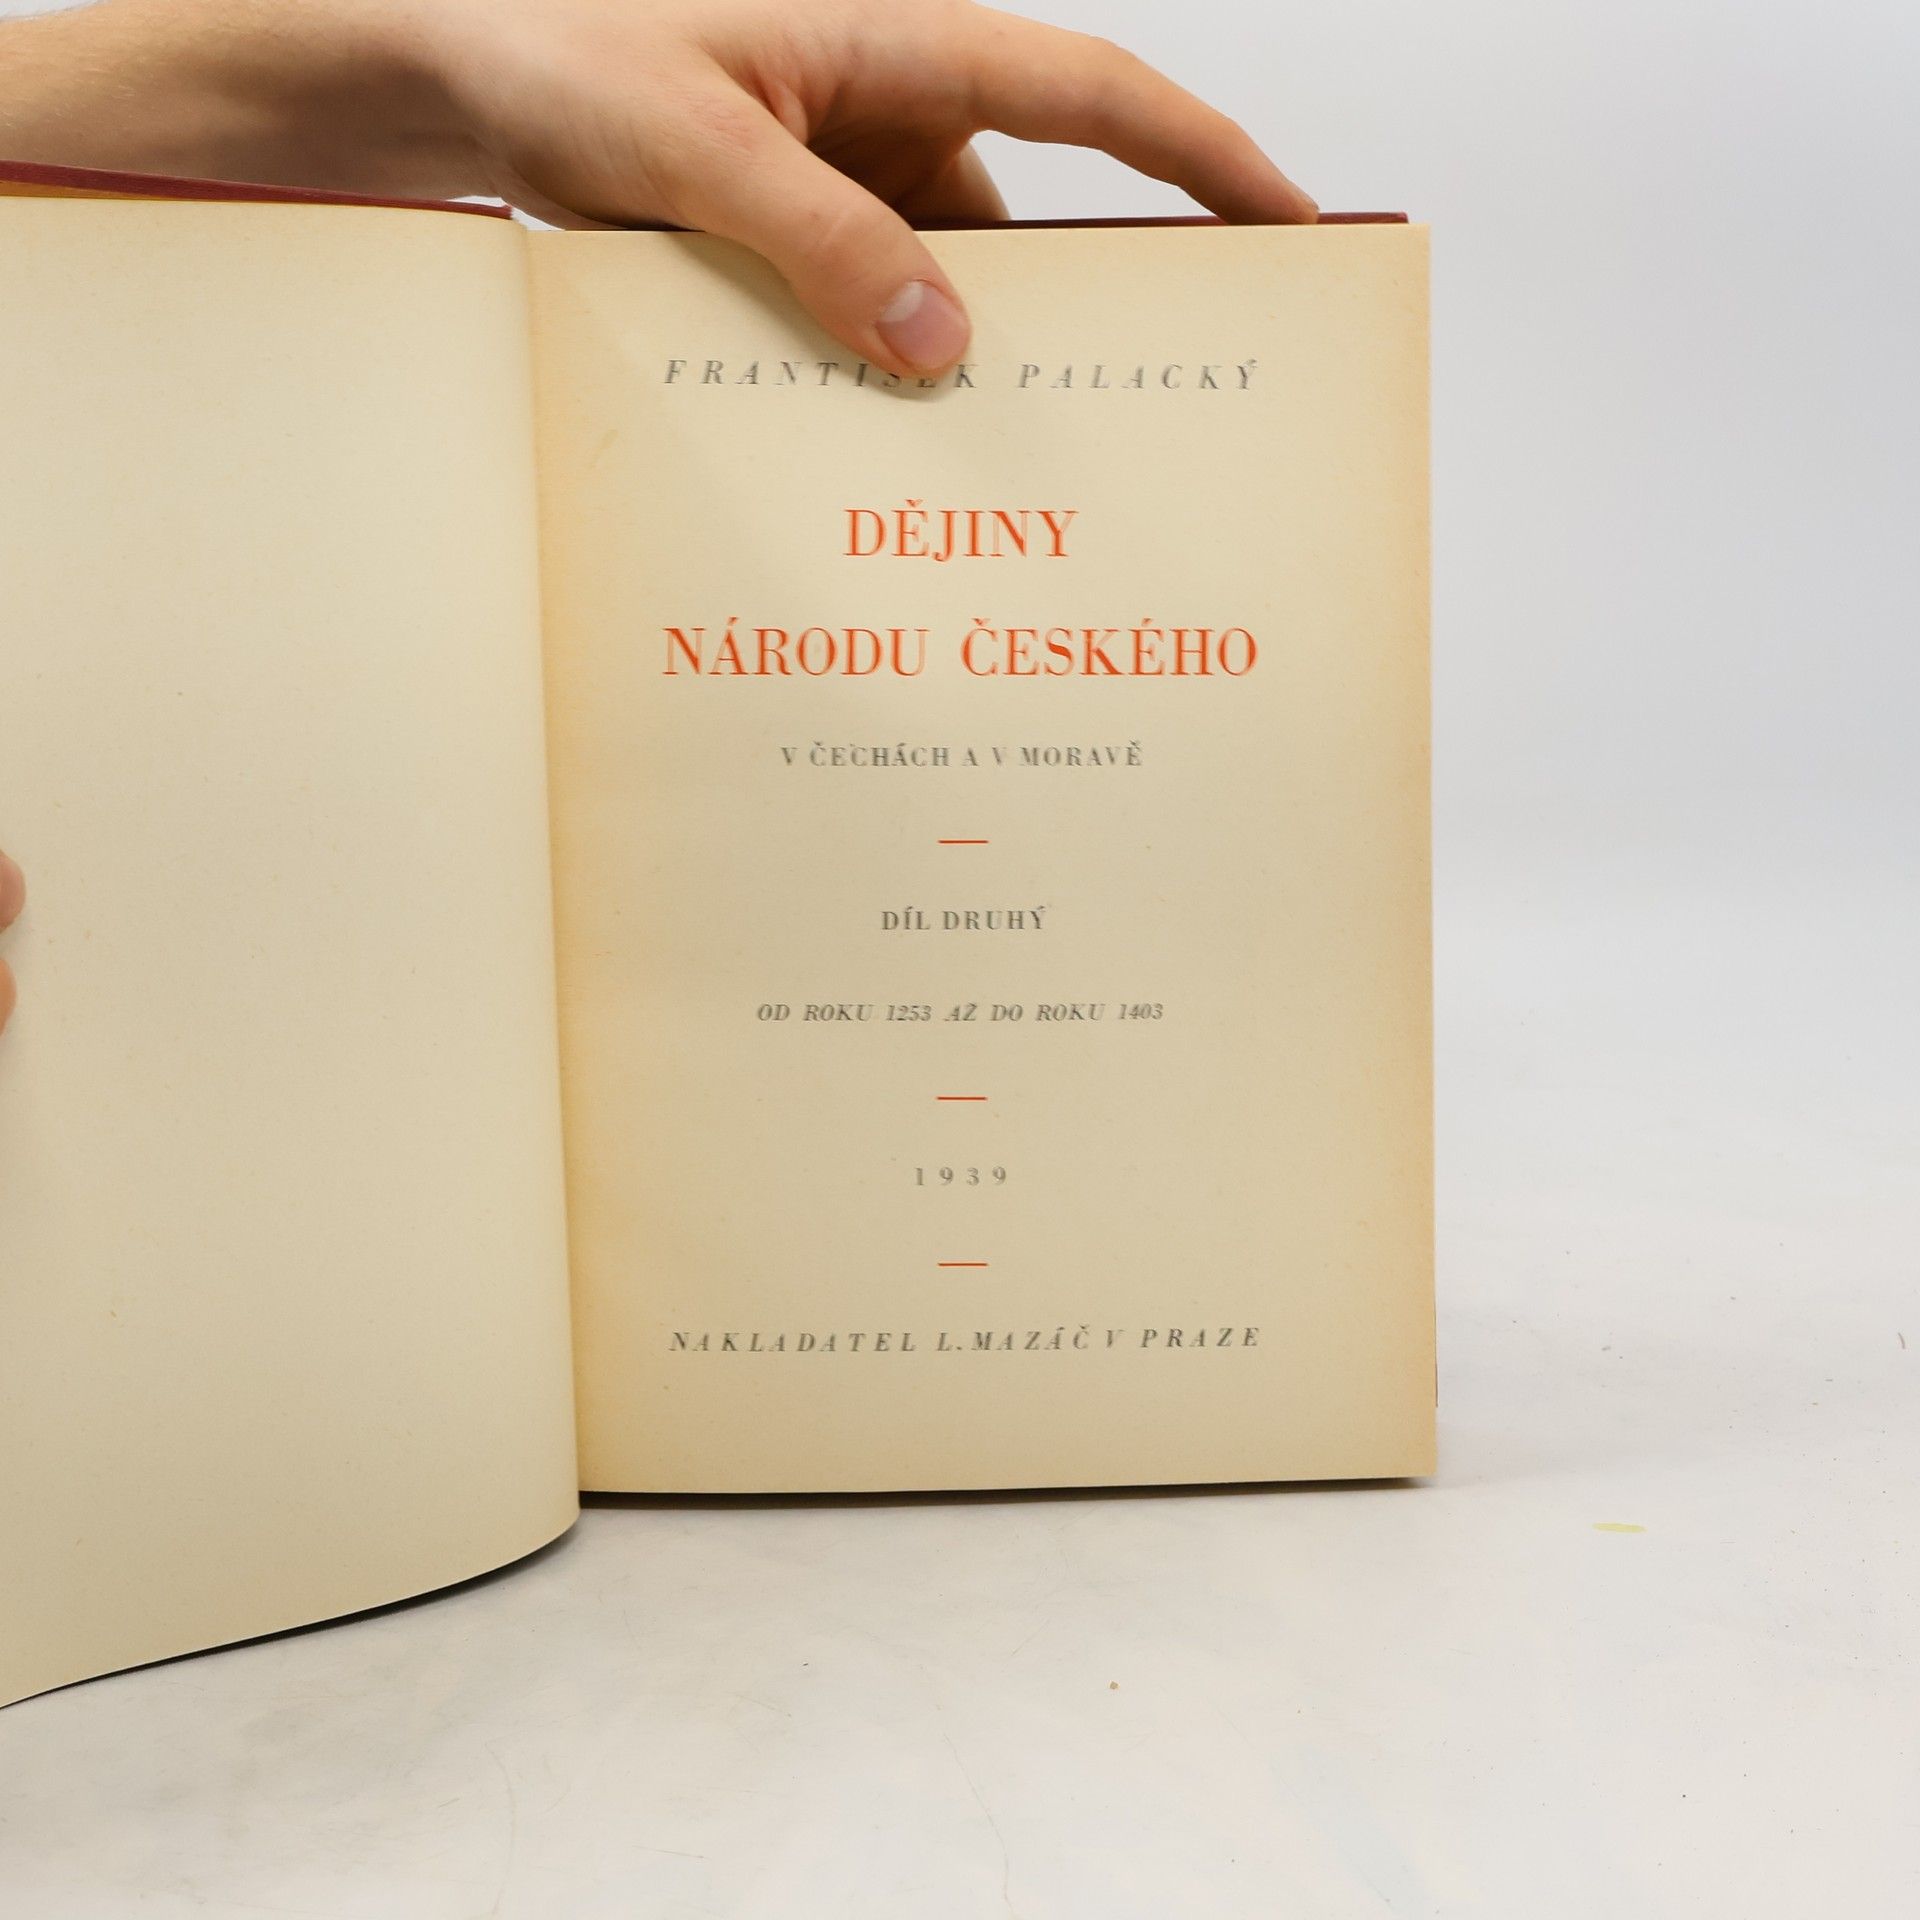 FRANTIŠEK PALACKÝ
DĚJINY
NÁRODU ČESKÉHO
V ČECHÁCH A V MORAVĚ
DÍL DRUHÝ
OD ROKU 1253 AŽ DO ROKU 1403
1939
NAKLADATEL L. MAZÁČ V PRAZE